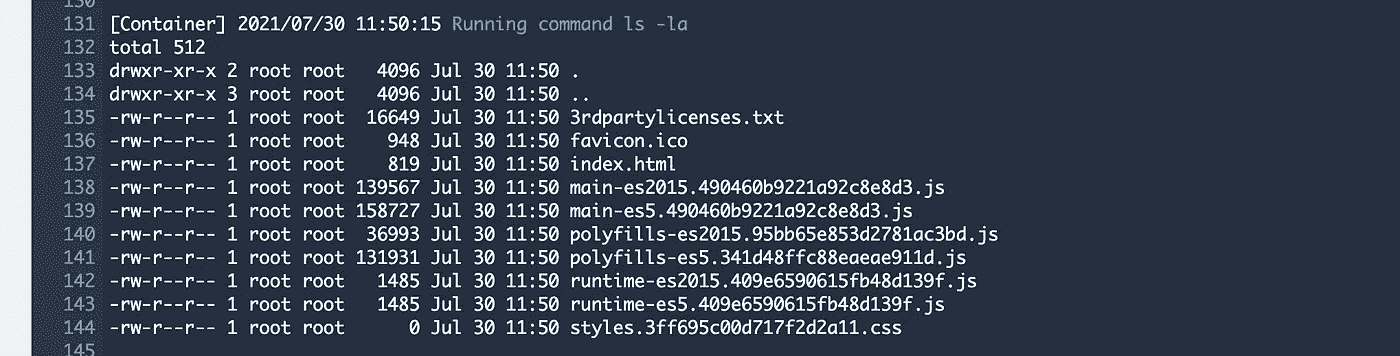 130
131 [Container] 2021/07/30 11:50:15 Running command ls -la
132 total 512
133 drwxr-xr-x 2 root root   4096 Jul 30 11:50 .
134 drwxr-xr-x 3 root root   4096 Jul 30 11:50 ..
135 -rw-r--r-- 1 root root  16649 Jul 30 11:50 3rdpartylicenses.txt
136 -rw-r--r-- 1 root root    948 Jul 30 11:50 favicon.ico
137 -rw-r--r-- 1 root root    819 Jul 30 11:50 index.html
138 -rw-r--r-- 1 root root 139567 Jul 30 11:50 main-es2015.490460b9221a92c8e8d3.js
139 -rw-r--r-- 1 root root 158727 Jul 30 11:50 main-es5.490460b9221a92c8e8d3.js
140 -rw-r--r-- 1 root root  36993 Jul 30 11:50 polyfills-es2015.95bb65e853d2781ac3bd.js
141 -rw-r--r-- 1 root root 131931 Jul 30 11:50 polyfills-es5.341d48ffc88eaeae911d.js
142 -rw-r--r-- 1 root root   1485 Jul 30 11:50 runtime-es2015.409e6590615fb48d139f.js
143 -rw-r--r-- 1 root root   1485 Jul 30 11:50 runtime-es5.409e6590615fb48d139f.js
144 -rw-r--r-- 1 root root      0 Jul 30 11:50 styles.3ff695c00d717f2d2a11.css
145